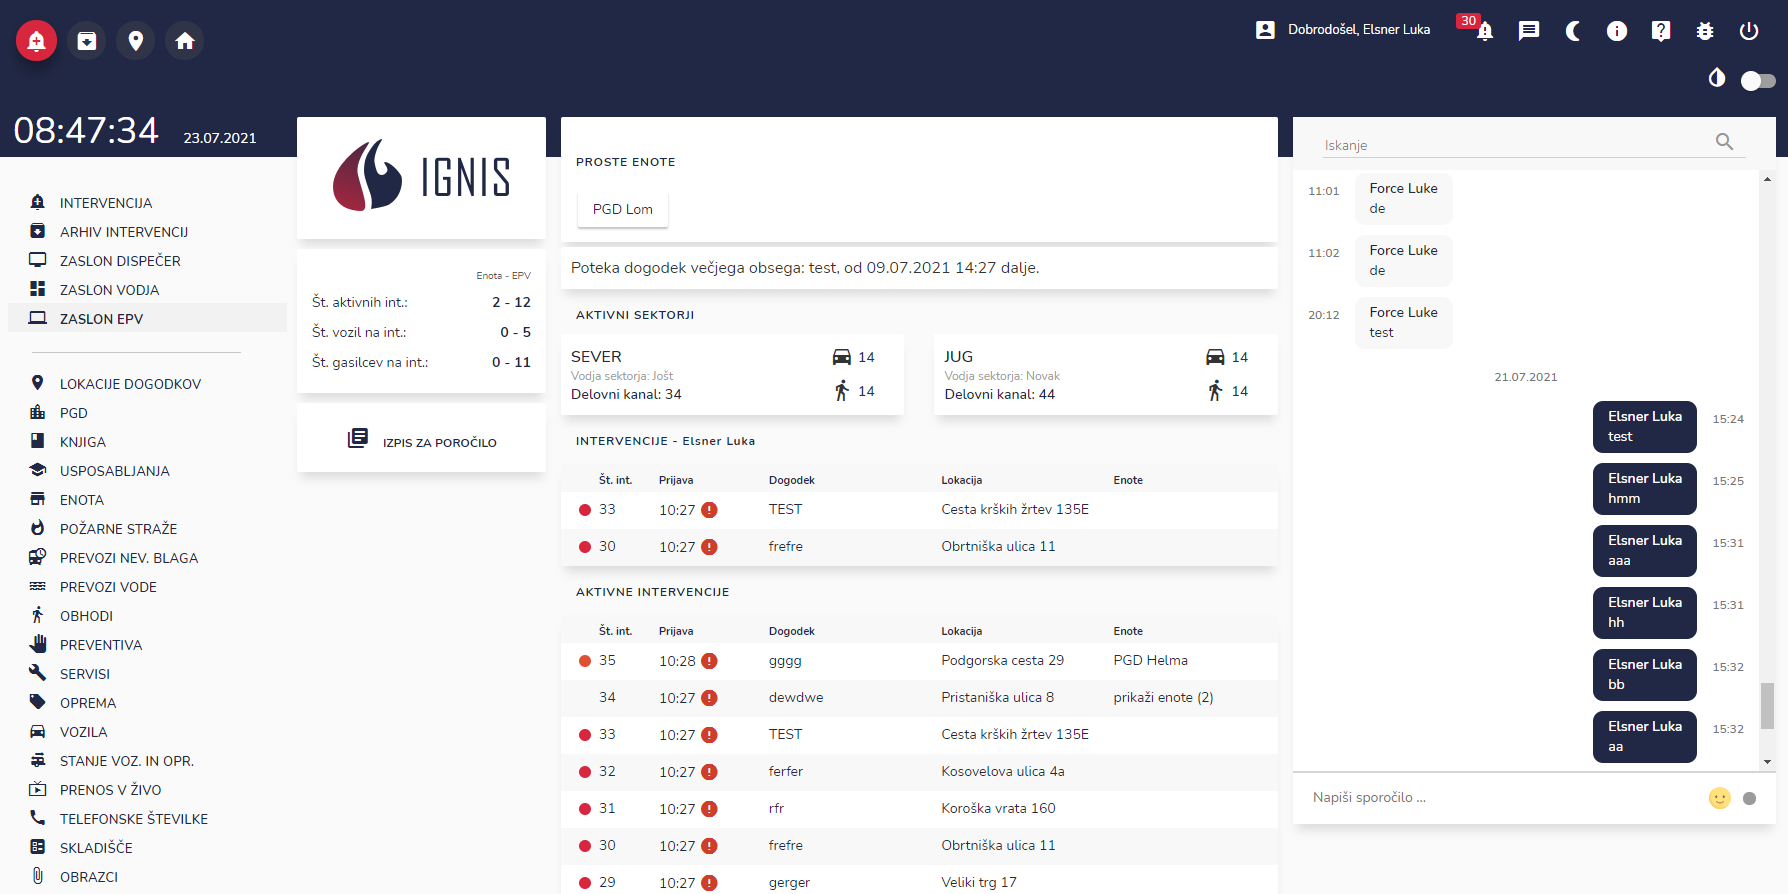 Dobrodošel, Elsner Luka
30
08:47:34
23.07.2021
INTERVENCIJA
ARHIV INTERVENCIJ
ZASLON DISPEČER
ZASLON VODJA
ZASLON EPV
LOKACIJE DOGODKOV
PGD
KNJIGA
USPOSABLJANJA
ENOTA
POŽARNE STRAŽE
PREVOZI NEV. BLAGA
PREVOZI VODE
OBHODI
PREVENTIVA
SERVISI
OPREMA
VOZILA
STANJE VOZ. IN OPR.
PRENOS V ŽIVO
TELEFONSKE ŠTEVILKE
SKLADIŠČE
OBRAZCI
IGNIS
Enota - EPV
Št. aktivnih int.: 2 - 12
Št. vozil na int.: 0 - 5
Št. gasilcev na int.: 0 - 11
IZPIS ZA POROČILO
PROSTE ENOTE
PGD Lom
Poteka dogodek večjega obsega: test, od 09.07.2021 14:27 dalje.
AKTIVNI SEKTORJI
SEVER 14
Vodja sektorja: Jošt
Delovni kanal: 34 14
JUG 14
Vodja sektorja: Novak
Delovni kanal: 44 14
INTERVENCIJE - Elsner Luka
Št. int. Prijava Dogodek Lokacija Enote
33 10:27 TEST Cesta krških žrtev 135E
30 10:27 frefre Obrtniška ulica 11
AKTIVNE INTERVENCIJE
Št. int. Prijava Dogodek Lokacija Enote
35 10:28 gggg Podgorska cesta 29 PGD Helma
34 10:27 dewdwe Pristaniška ulica 8 prikaži enote (2)
33 10:27 TEST Cesta krških žrtev 135E
32 10:27 ferfer Kosovelova ulica 4a
31 10:27 rfr Koroška vrata 160
30 10:27 frefre Obrtniška ulica 11
29 10:27 gerger Veliki trg 17
Iskanje
11:01 Force Luke
de
11:02 Force Luke
de
20:12 Force Luke
test
21.07.2021
Elsner Luka 15:24
test
Elsner Luka 15:25
hmm
Elsner Luka 15:31
aaa
Elsner Luka 15:31
hh
Elsner Luka 15:32
bb
Elsner Luka 15:32
aa
Napiši sporočilo ...